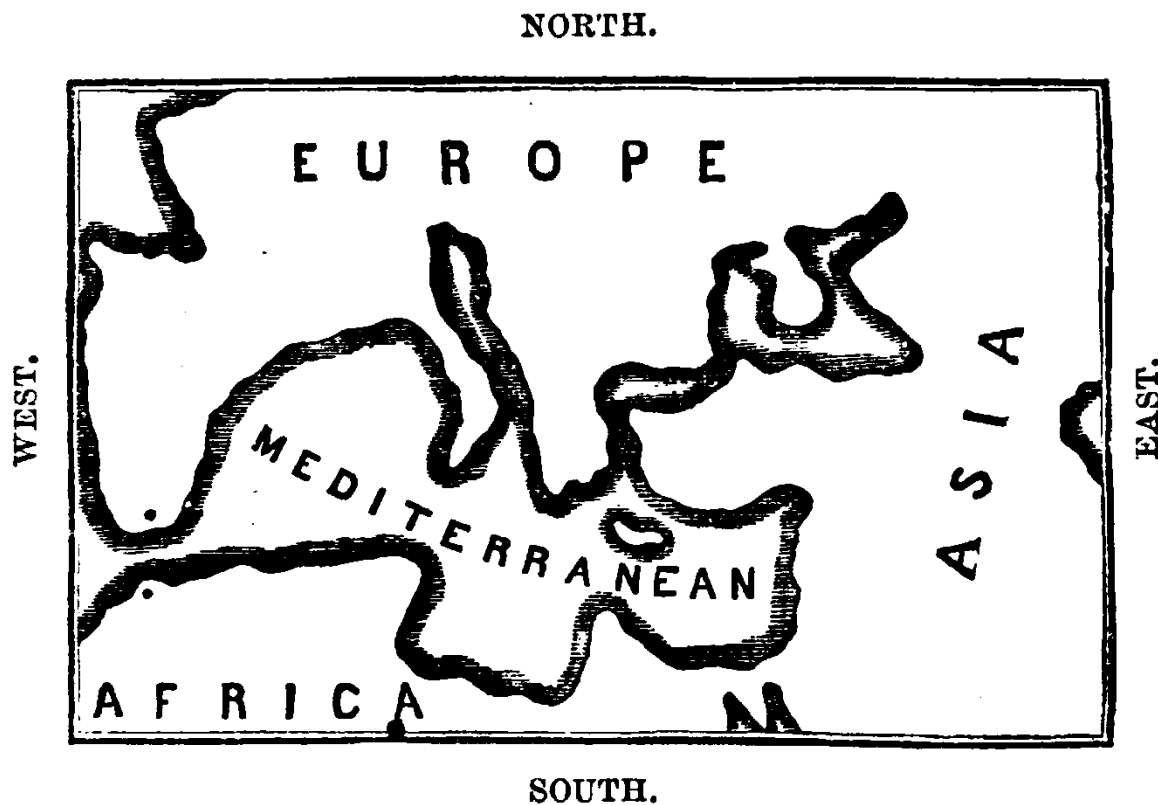 NORTH.
EUROPE
WEST.
ASIA
EAST.
MEDITERRANEAN
AFRICA
SOUTH.